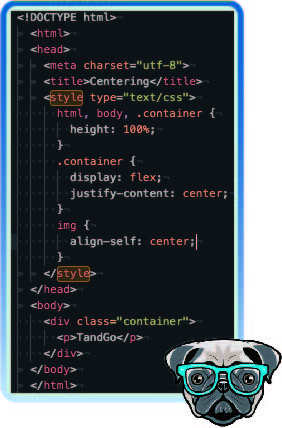 <!DOCTYPE html>
<html>
<head>
<meta charset="utf-8">
<title>Centering</title>
<style type="text/css">
html, body, .container {
height: 100%;
}
.container {
display: flex;
justify-content: center;
}
img {
align-self: center;
}
</style>
</head>
<body>
<div class="container">
<p>TandGo</p>
</div>
</body>
</html>